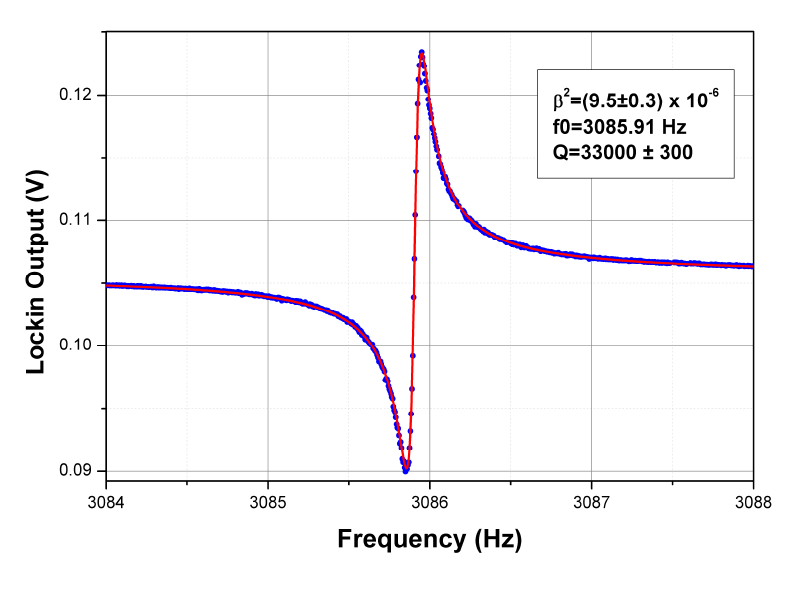 β²=(9.5±0.3) x 10⁻⁶
f0=3085.91 Hz
Q=33000 ± 300
Lockin Output (V)
0.12
0.11
0.10
0.09
3084 3085 3086 3087 3088
Frequency (Hz)